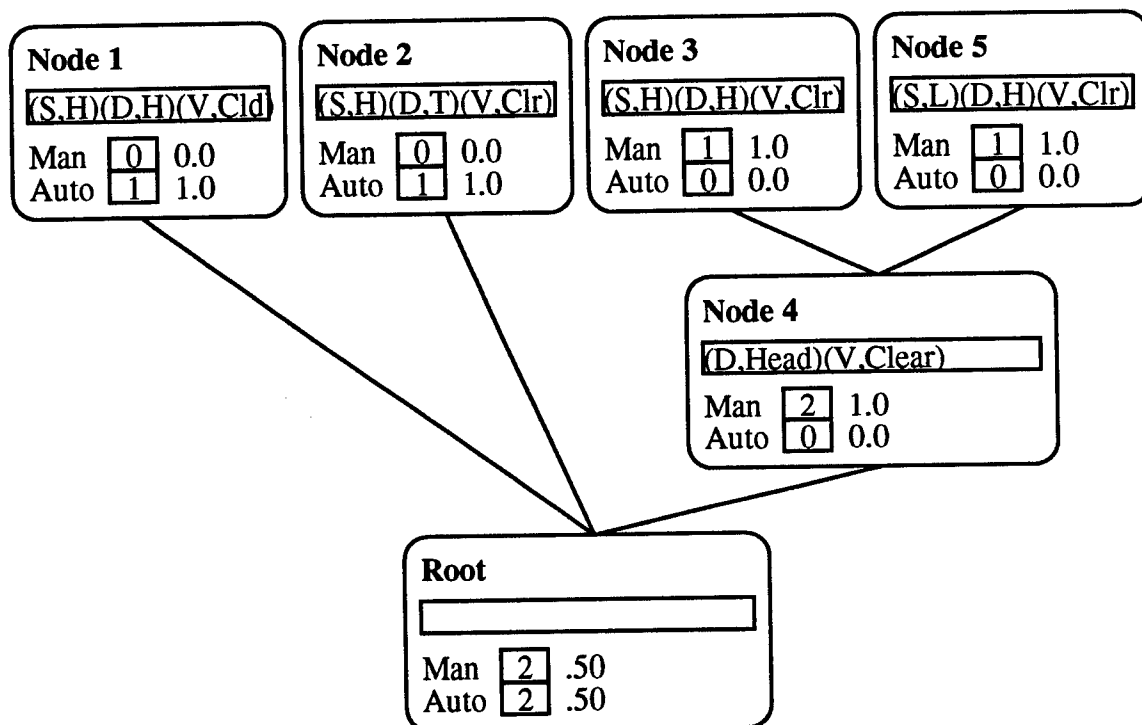 Node 1
(S,H)(D,H)(V,Cld)
Man 0 0.0
Auto 1 1.0
Node 2
(S,H)(D,T)(V,Clr)
Man 0 0.0
Auto 1 1.0
Node 3
(S,H)(D,H)(V,Clr)
Man 1 1.0
Auto 0 0.0
Node 5
(S,L)(D,H)(V,Clr)
Man 1 1.0
Auto 0 0.0
Node 4
(D,Head)(V,Clear)
Man 2 1.0
Auto 0 0.0
Root
Man 2 .50
Auto 2 .50